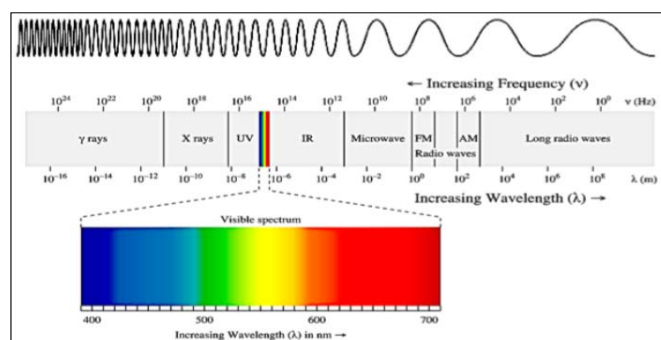 ← Increasing Frequency (ν)
10²⁴ 10²² 10²⁰ 10¹⁸ 10¹⁶ 10¹⁴ 10¹² 10¹⁰ 10⁸ 10⁶ 10⁴ 10² 10⁰ ν (Hz)
γ rays X rays UV IR Microwave FM AM Long radio waves
Radio waves
10⁻¹⁶ 10⁻¹⁴ 10⁻¹² 10⁻¹⁰ 10⁻⁸ 10⁻⁶ 10⁻⁴ 10⁻² 10⁰ 10² 10⁴ 10⁶ 10⁸ λ (m)
Increasing Wavelength (λ) →
Visible spectrum
400 500 600 700
Increasing Wavelength (λ) in nm →